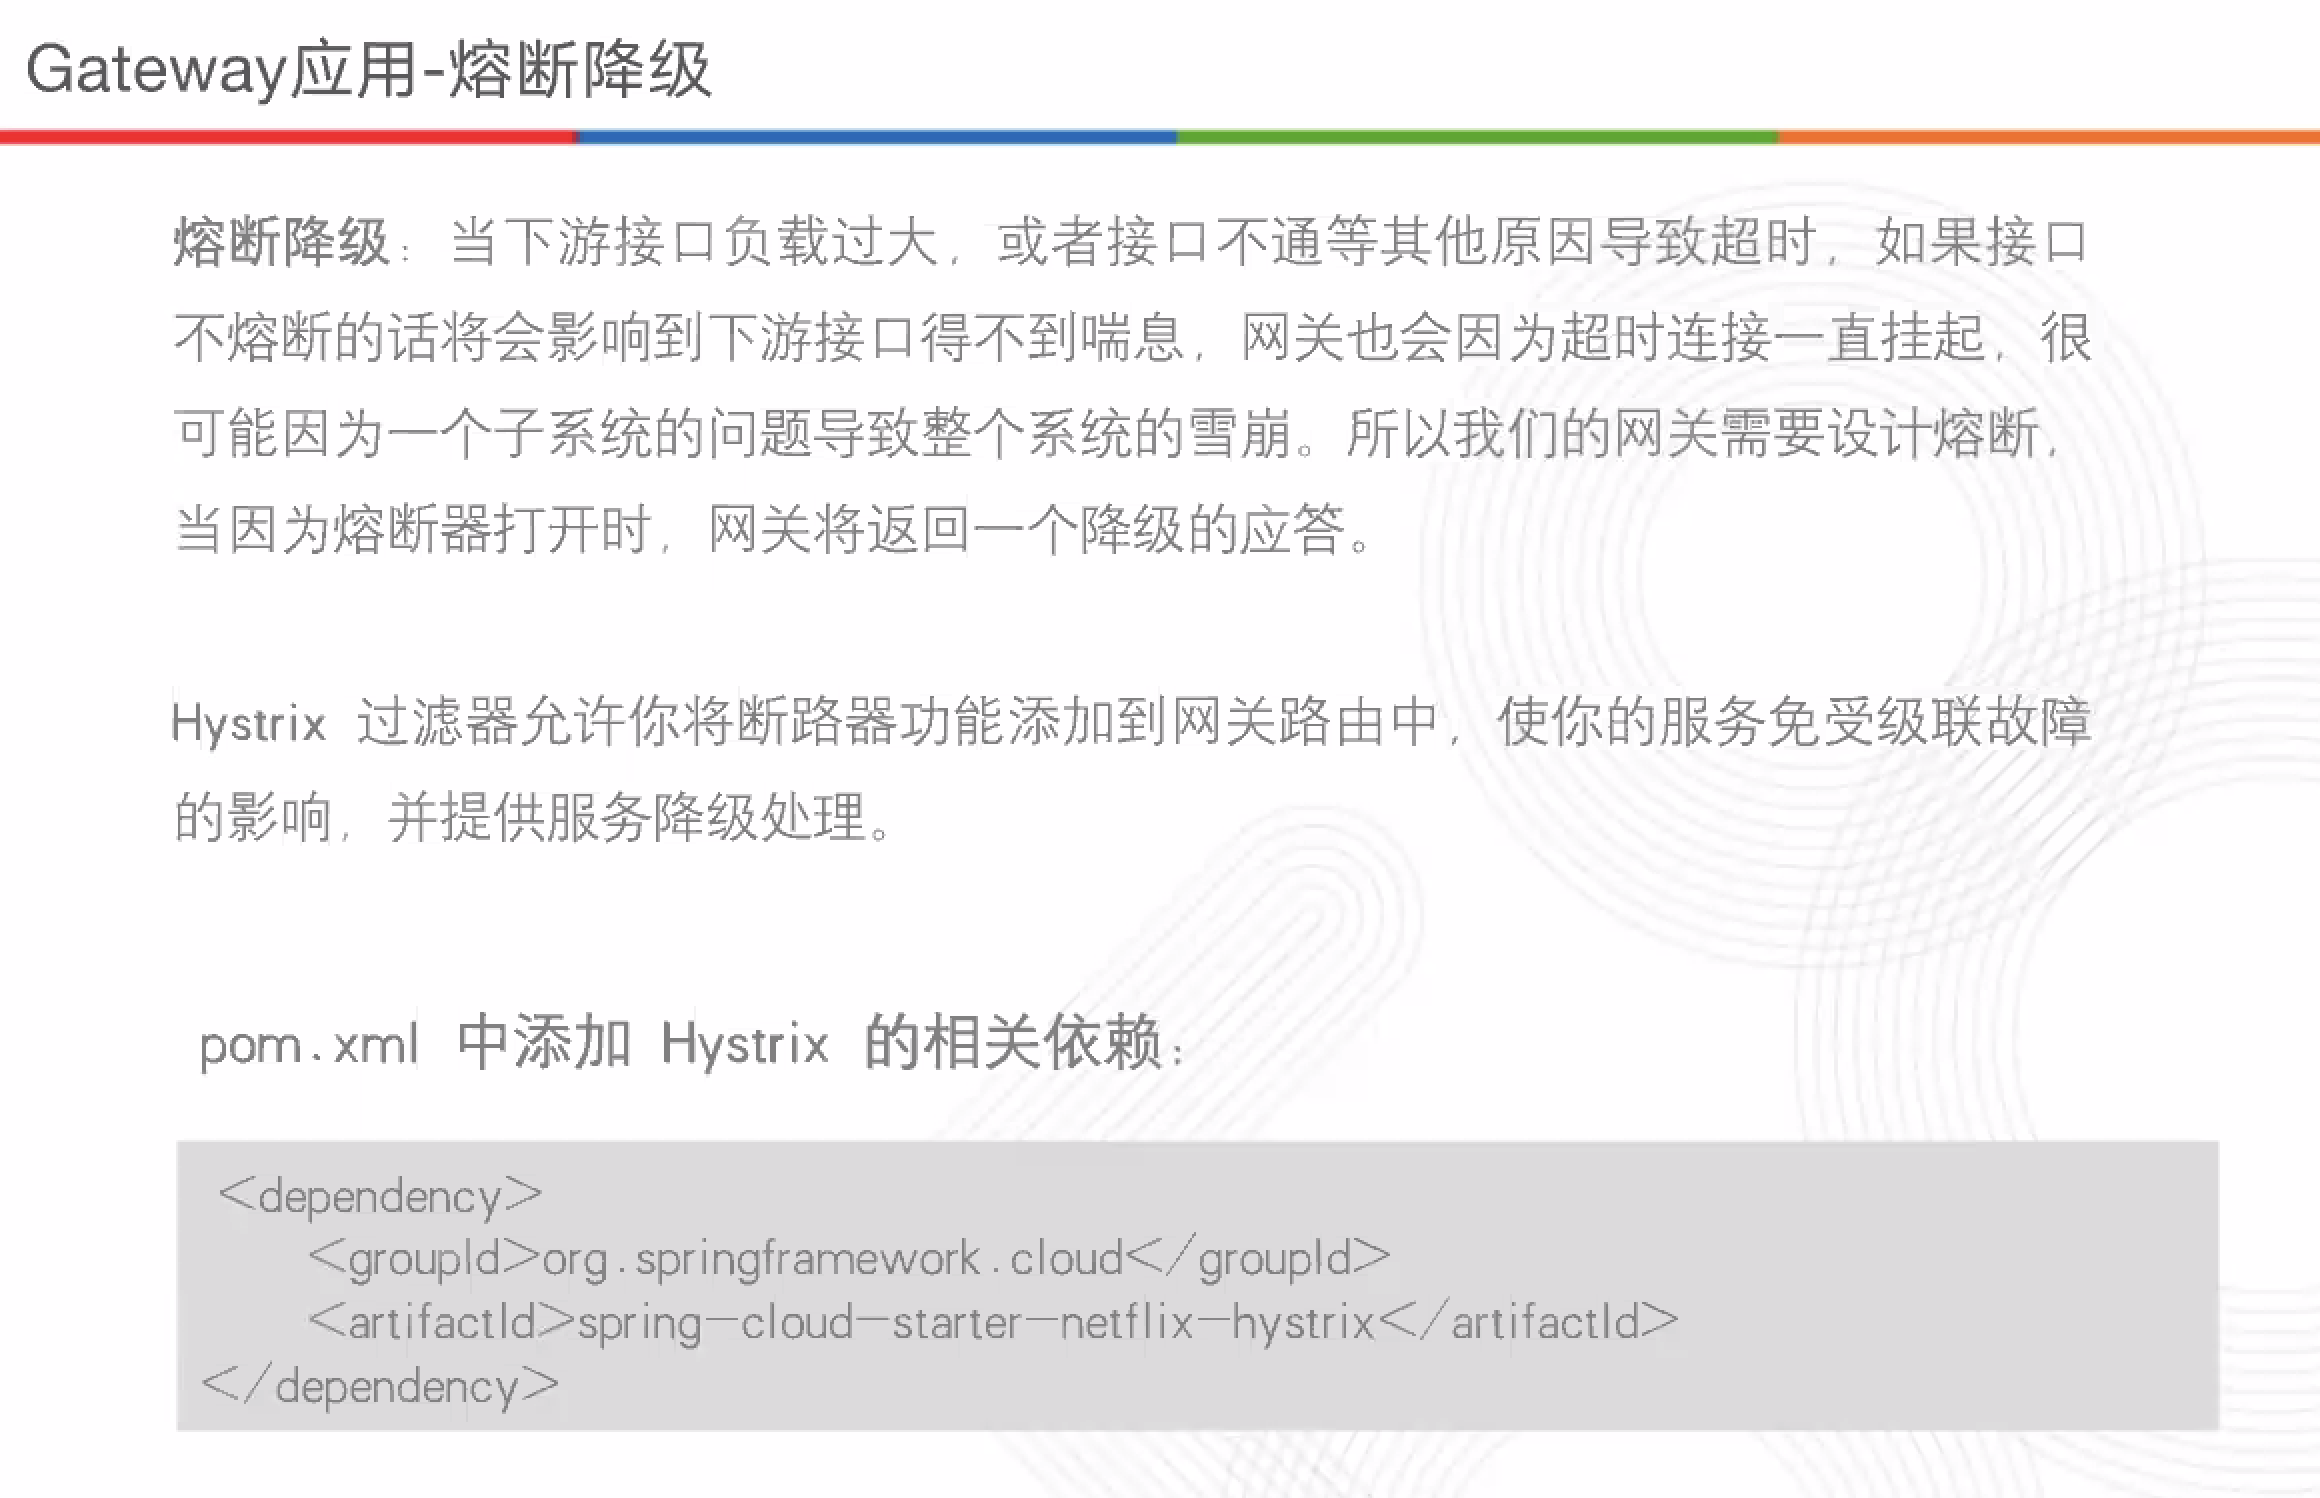 Gateway应用-熔断降级
熔断降级：当下游接口负载过大，或者接口不通等其他原因导致超时，如果接口
不熔断的话将会影响到下游接口得不到喘息，网关也会因为超时连接一直挂起，很
可能因为一个子系统的问题导致整个系统的雪崩。所以我们的网关需要设计熔断，
当因为熔断器打开时，网关将返回一个降级的应答。
Hystrix 过滤器允许你将断路器功能添加到网关路由中，使你的服务免受级联故障
的影响，并提供服务降级处理。
pom.xml 中添加 Hystrix 的相关依赖：
<dependency>
<groupId>org.springframework.cloud</groupId>
<artifactId>spring-cloud-starter-netflix-hystrix</artifactId>
</dependency>